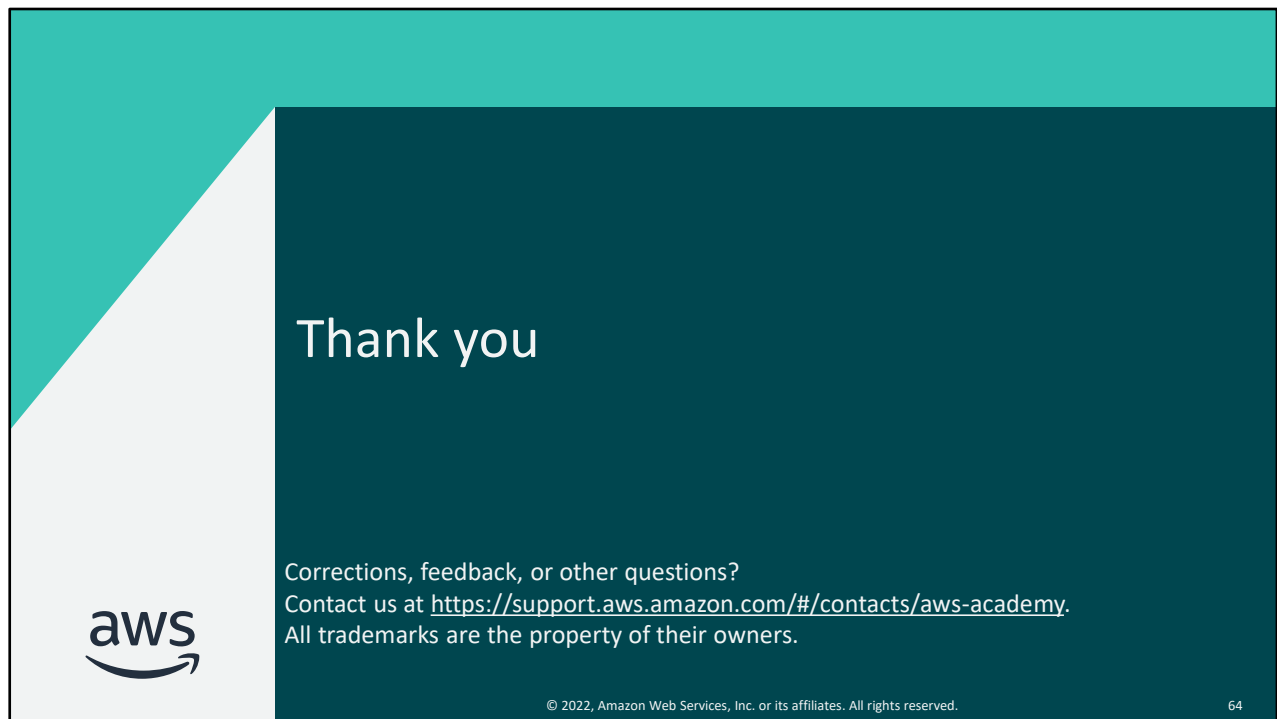 Thank you
Corrections, feedback, or other questions?
Contact us at https://support.aws.amazon.com/#/contacts/aws-academy.
All trademarks are the property of their owners.
aws
© 2022, Amazon Web Services, Inc. or its affiliates. All rights reserved.
64